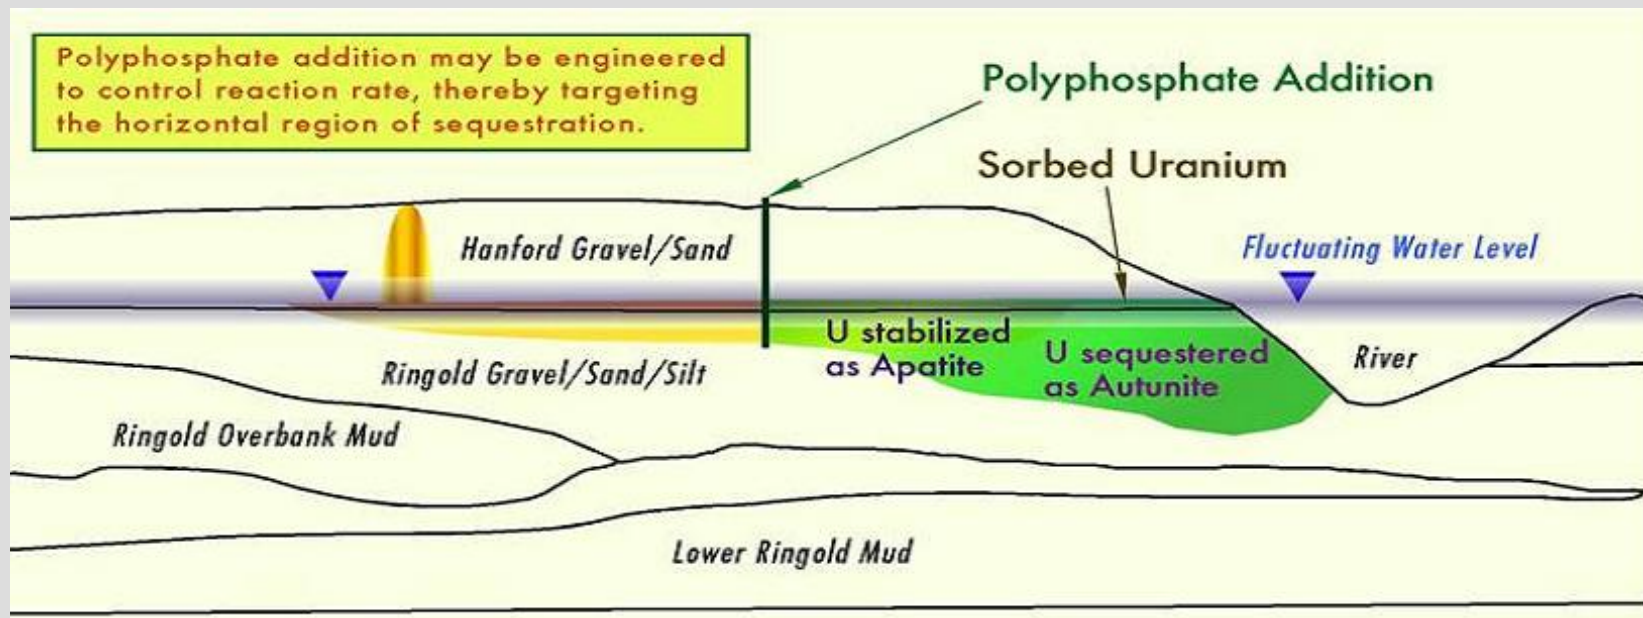 Polyphosphate addition may be engineered
to control reaction rate, thereby targeting
the horizontal region of sequestration.
Polyphosphate Addition
Sorbed Uranium
Hanford Gravel/Sand
Fluctuating Water Level
U stabilized
as Apatite
U sequestered
as Autunite
River
Ringold Gravel/Sand/Silt
Ringold Overbank Mud
Lower Ringold Mud